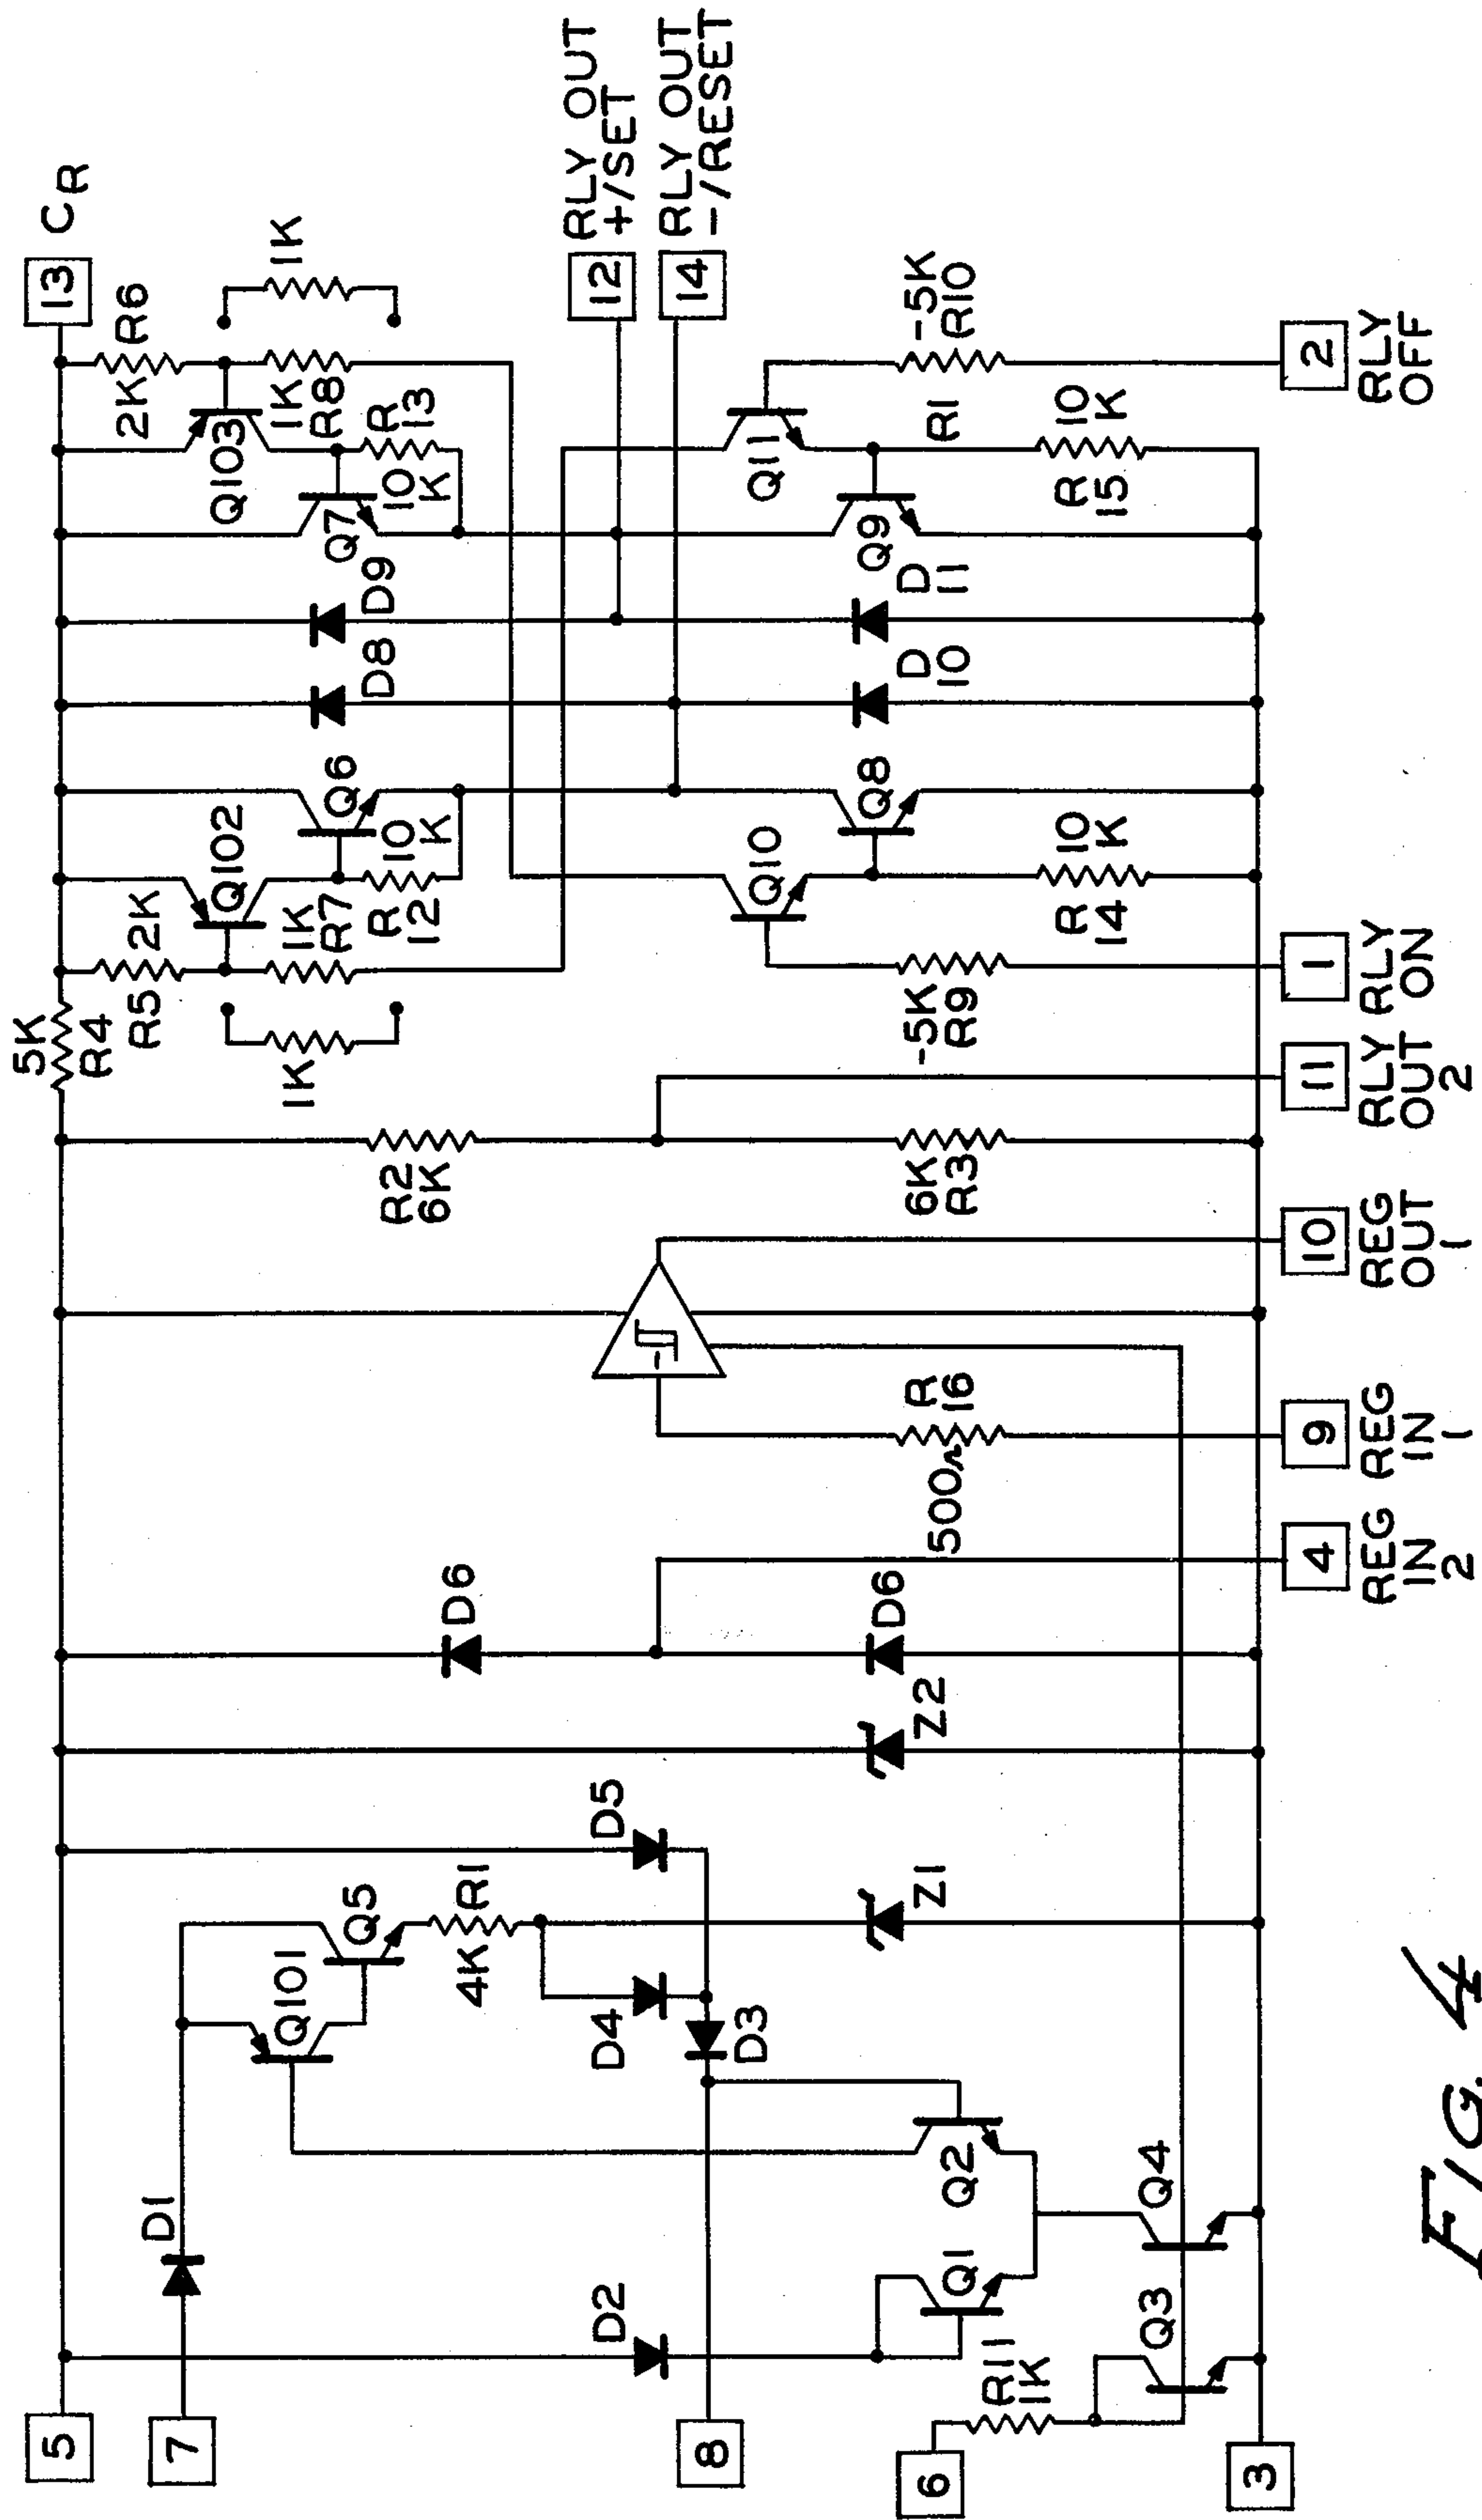 5
7
8
6
3
D1
D2
R11
1K
Q1
Q3
Q2
Q4
Q101
Q5
4K
R1
D4
D3
D5
Z1
Z2
D6
D6
4
REG
IN
2
9
REG
IN
1
R
16
500
10
REG
OUT
1
R2
6K
6K
R3
11
RLY
OUT
2
1
RLY
ON
5K
R4
R5
2K
1K
1K
R7
R
12
10
K
Q102
Q6
-5K
R9
Q10
Q8
R
14
10
K
D8
D9
D
10
D
11
Q7
Q103
2K
R6
1K
R8
R
13
10
K
1K
13
CR
12
RLY OUT
+/SET
14
RLY OUT
-/RESET
Q9
Q11
R1
R
15
10
K
-5K
R10
2
RLY
OFF
FIG. 4